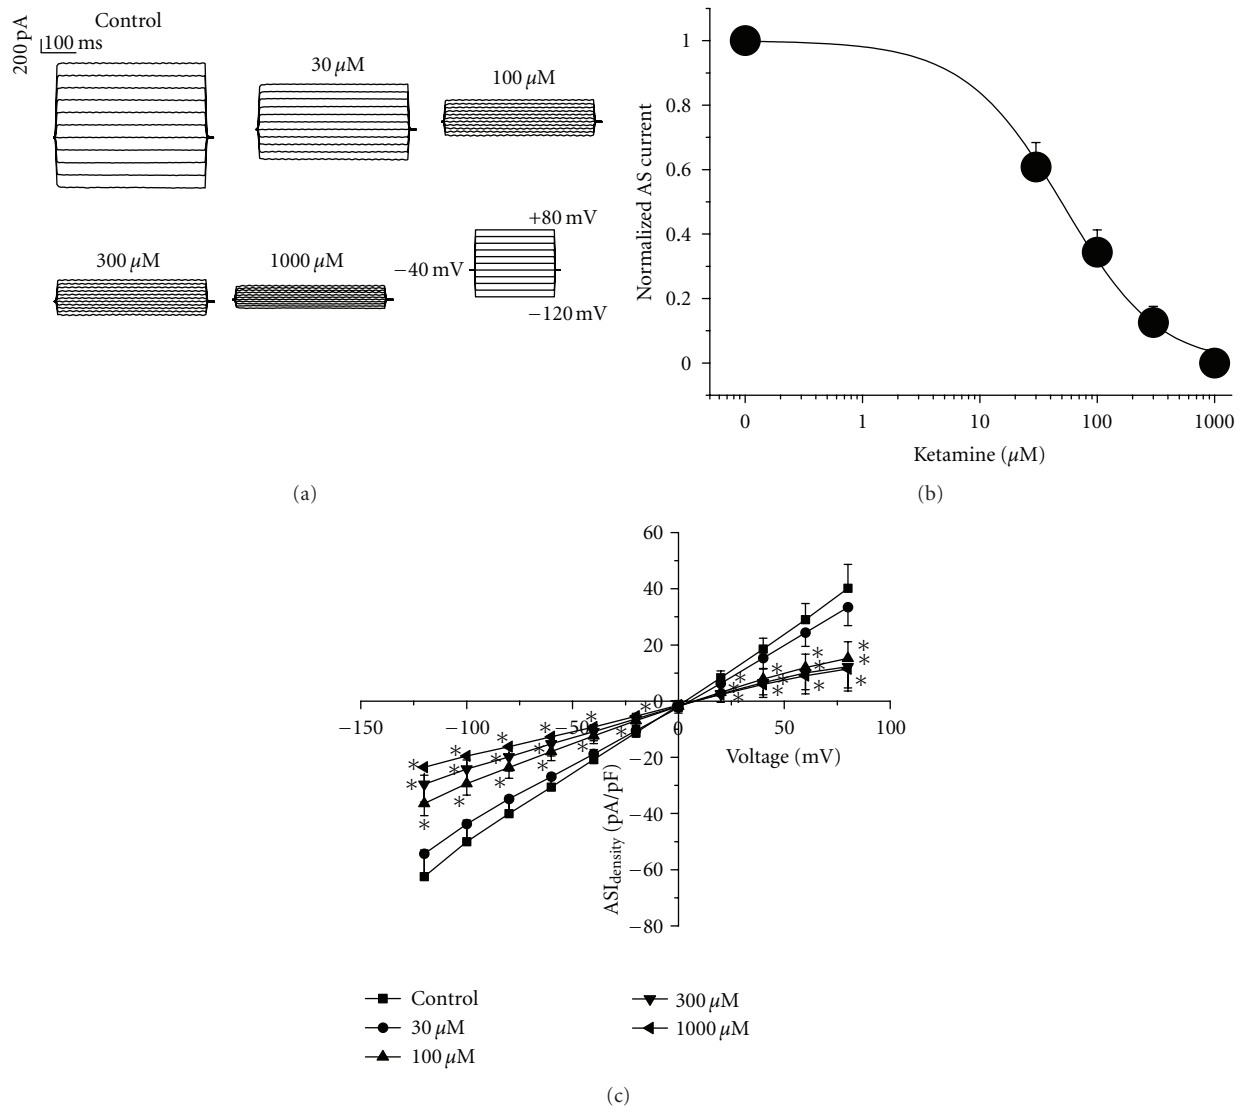 Control
200 pA
100 ms
30 μM
100 μM
300 μM
1000 μM
+80 mV
−40 mV
−120 mV
(a)
Normalized AS current
1
0.8
0.6
0.4
0.2
0
0 1 10 100 1000
Ketamine (μM)
(b)
60
40
20
0
−20
−40
−60
−80
−150 −100 −50 0 50 100
Voltage (mV)
ASIdensity (pA/pF)
* * * * * * * * * * * * * * * * * * * * * * * * * * * *
Control
30 μM
100 μM
300 μM
1000 μM
(c)